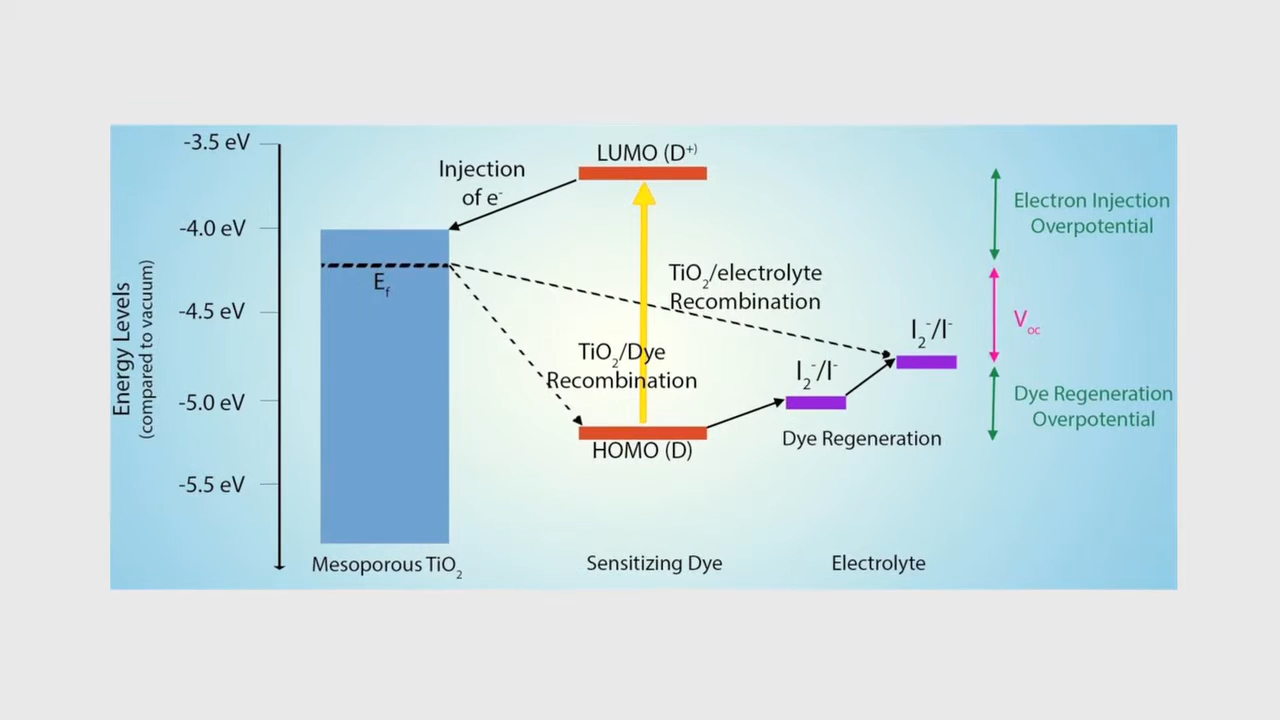 Energy Levels
(compared to vacuum)
-3.5 eV
-4.0 eV
-4.5 eV
-5.0 eV
-5.5 eV
Injection
of e⁻
LUMO (D⁺⁾
E_f
TiO₂/electrolyte
Recombination
TiO₂/Dye
Recombination
HOMO (D)
I₂⁻/I⁻
I₂⁻/I⁻
Dye Regeneration
Electron Injection
Overpotential
V_oc
Dye Regeneration
Overpotential
Mesoporous TiO₂
Sensitizing Dye
Electrolyte